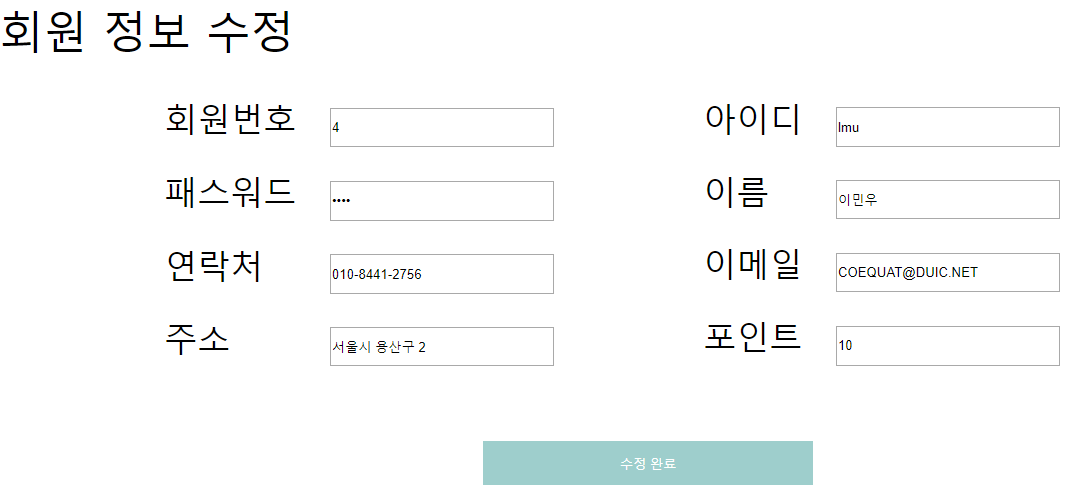 회원 정보 수정
회원번호 4 아이디 lmu
패스워드 •••• 이름 이민우
연락처 010-8441-2756 이메일 COEQUAT@DUIC.NET
주소 서울시 용산구 2 포인트 10
수정 완료